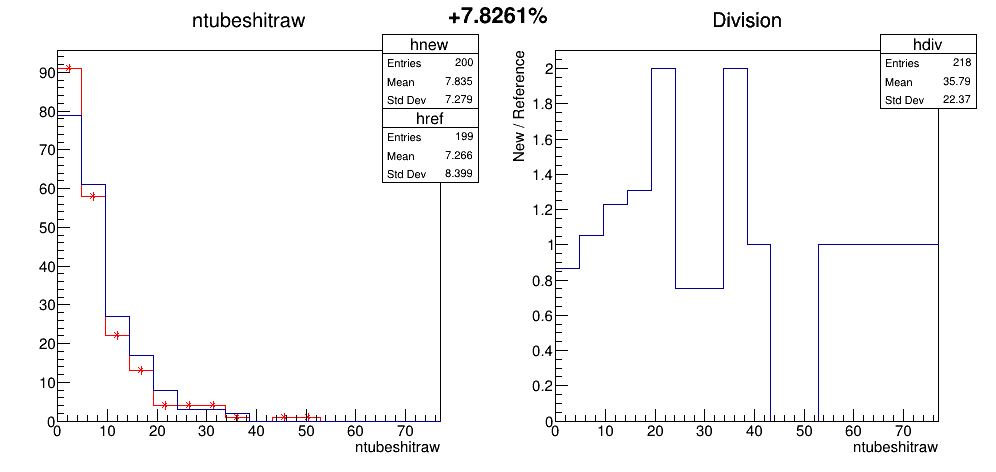 +7.8261%
ntubeshitraw
hnew
Entries 200
Mean 7.835
Std Dev 7.279
href
Entries 199
Mean 7.266
Std Dev 8.399
90
80
70
60
50
40
30
20
10
0
0 10 20 30 40 50 60 70
ntubeshitraw
Division
hdiv
Entries 218
Mean 35.79
Std Dev 22.37
New / Reference
2
1.8
1.6
1.4
1.2
1
0.8
0.6
0.4
0.2
0
0 10 20 30 40 50 60 70
ntubeshitraw